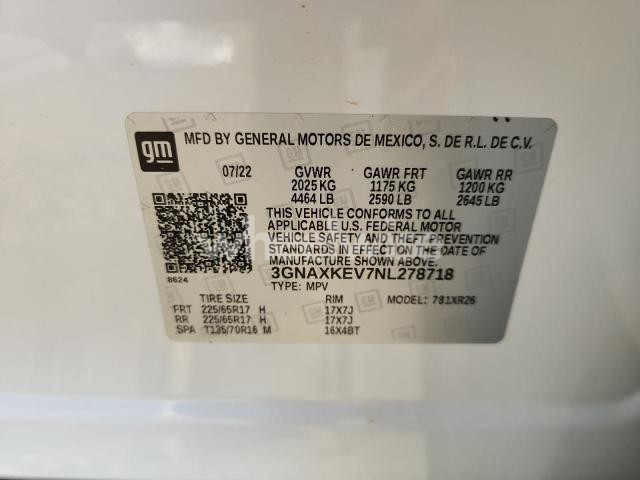 gm
MFD BY GENERAL MOTORS DE MEXICO, S. DE R.L. DE C.V.
07/22 GVWR GAWR FRT GAWR RR
2025 KG 1175 KG 1200 KG
4464 LB 2590 LB 2645 LB
THIS VEHICLE CONFORMS TO ALL
APPLICABLE U.S. FEDERAL MOTOR
VEHICLE SAFETY AND BUMPER
STANDARDS IN EFFECT ON THE DATE OF
MANUFACTURE SHOWN ABOVE.
3GNAXKEV7NL278718
8624
TYPE: MPV
TIRE SIZE RIM MODEL: 781XR26
FRT 225/65R17 H 17X7J
RR 225/65R17 H 17X7J
SPA T135/70R16 M 16X4BT